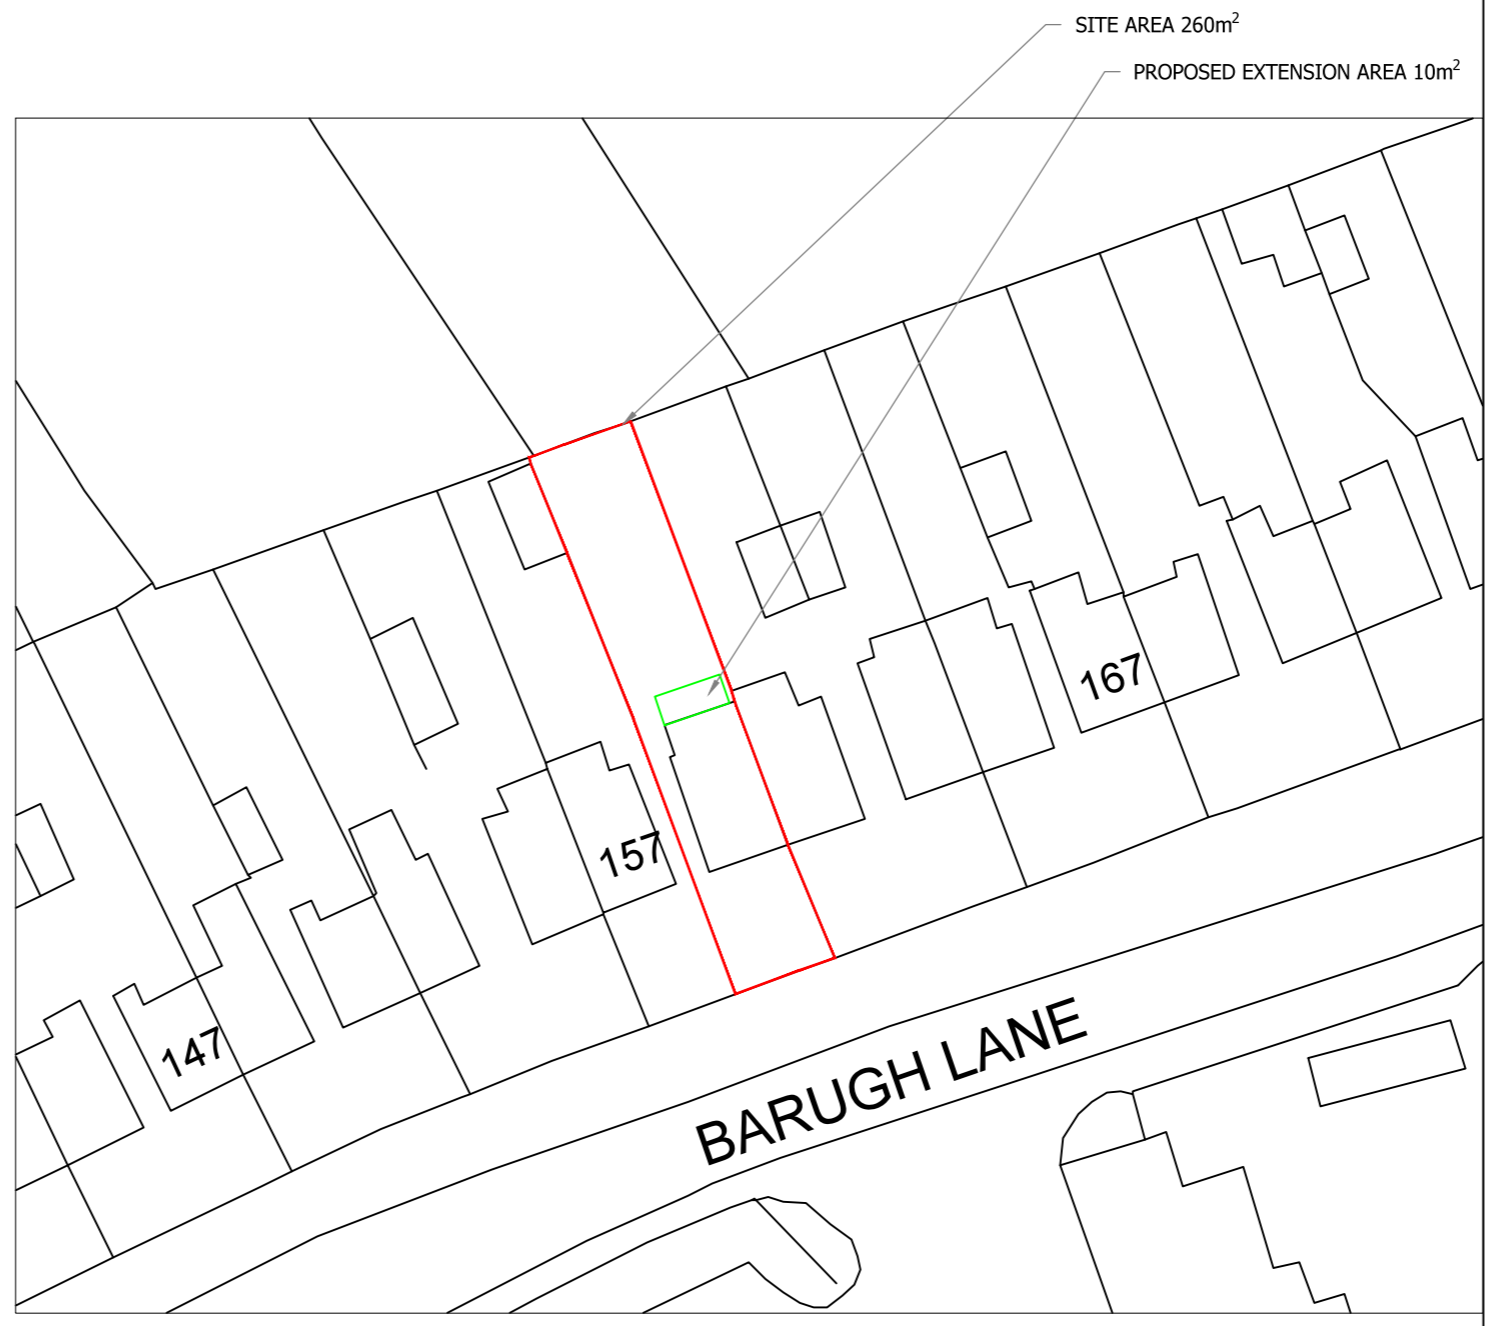 SITE AREA 260m²
PROPOSED EXTENSION AREA 10m²
167
157
147
BARUGH LANE